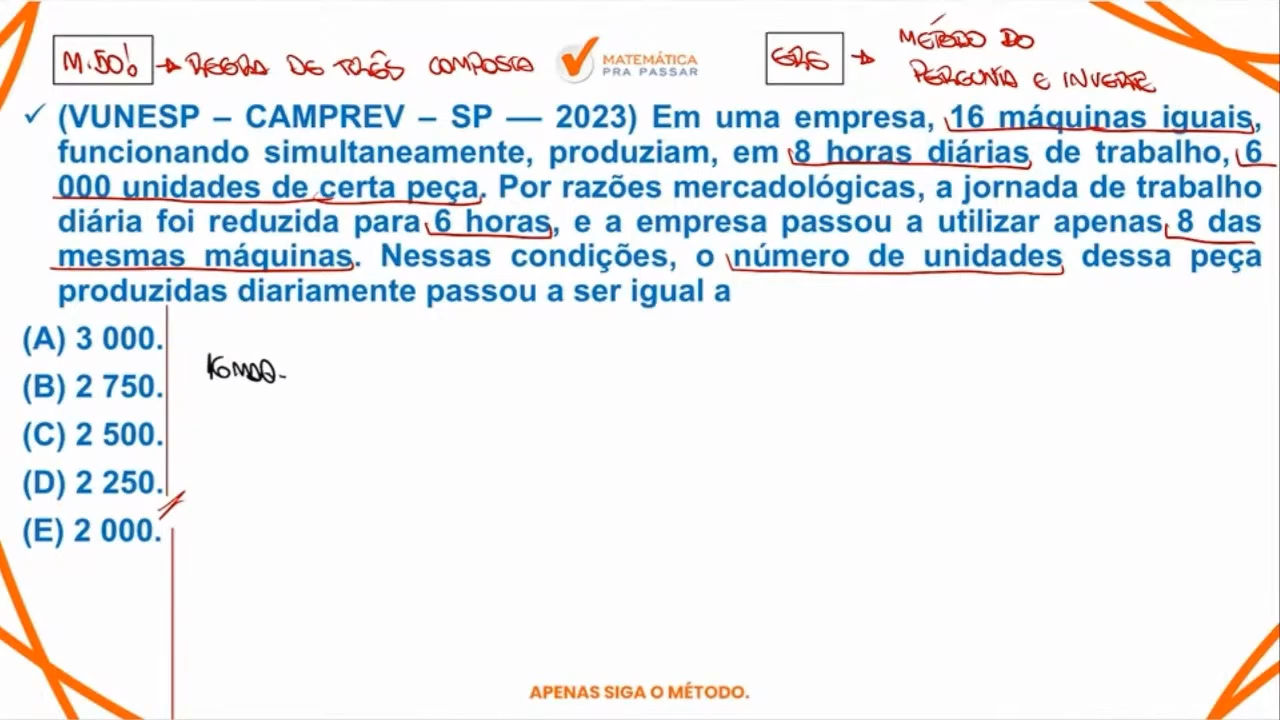 M.50! → REGRA DE TRÊS COMPOSTA
MATEMÁTICA
PRA PASSAR
→ MÉTODO DO
PERGUNTA E INVERTE
✓ (VUNESP – CAMPREV – SP — 2023) Em uma empresa, 16 máquinas iguais,
funcionando simultaneamente, produziam, em 8 horas diárias de trabalho, 6
000 unidades de certa peça. Por razões mercadológicas, a jornada de trabalho
diária foi reduzida para 6 horas, e a empresa passou a utilizar apenas 8 das
mesmas máquinas. Nessas condições, o número de unidades dessa peça
produzidas diariamente passou a ser igual a
(A) 3 000.
(B) 2 750.
(C) 2 500.
(D) 2 250.
(E) 2 000.
16 MÁQ.
APENAS SIGA O MÉTODO.